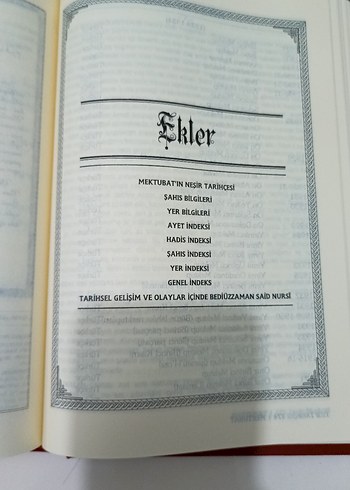 Ekler
MEKTUBAT'IN NEŞİR TARİHÇESİ
ŞAHIS BİLGİLERİ
YER BİLGİLERİ
AYET İNDEKSİ
HADİS İNDEKSİ
ŞAHIS İNDEKSİ
YER İNDEKSİ
GENEL İNDEKS
TARİHSEL GELİŞİM VE OLAYLAR İÇİNDE BEDİÜZZAMAN SAİD NURSİ